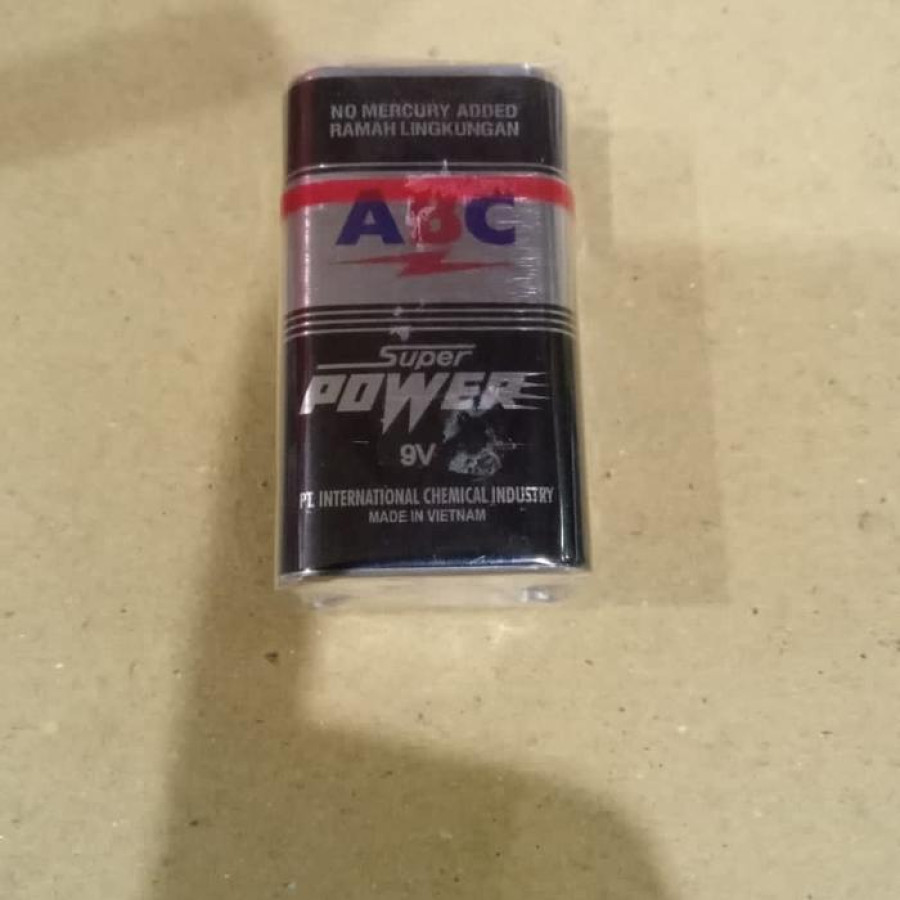 NO MERCURY ADDED
RAMAH LINGKUNGAN
ABC
Super
POWER
9V
PT. INTERNATIONAL CHEMICAL INDUSTRY
MADE IN VIETNAM